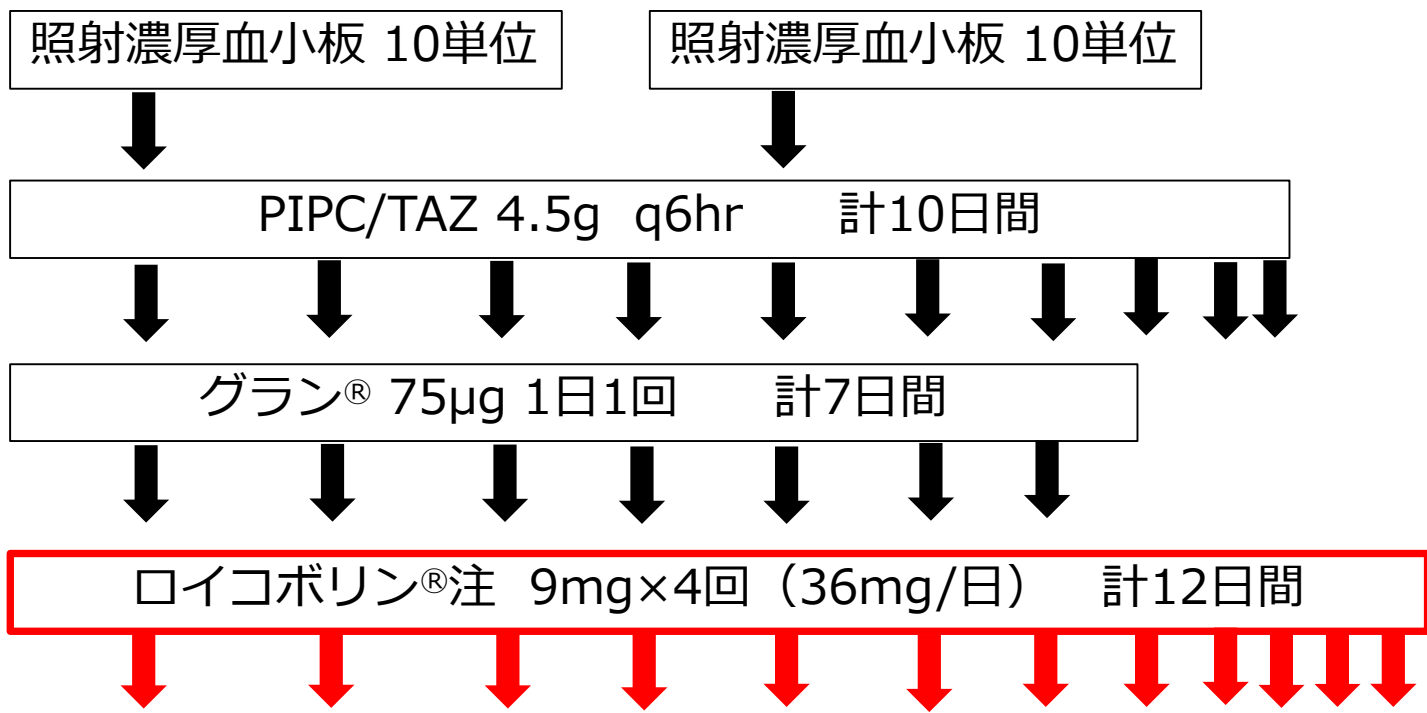 照射濃厚血小板 10単位 照射濃厚血小板 10単位
PIPC/TAZ 4.5g q6hr 計10日間
グラン® 75μg 1日1回 計7日間
ロイコボリン®注 9mg×4回（36mg/日） 計12日間